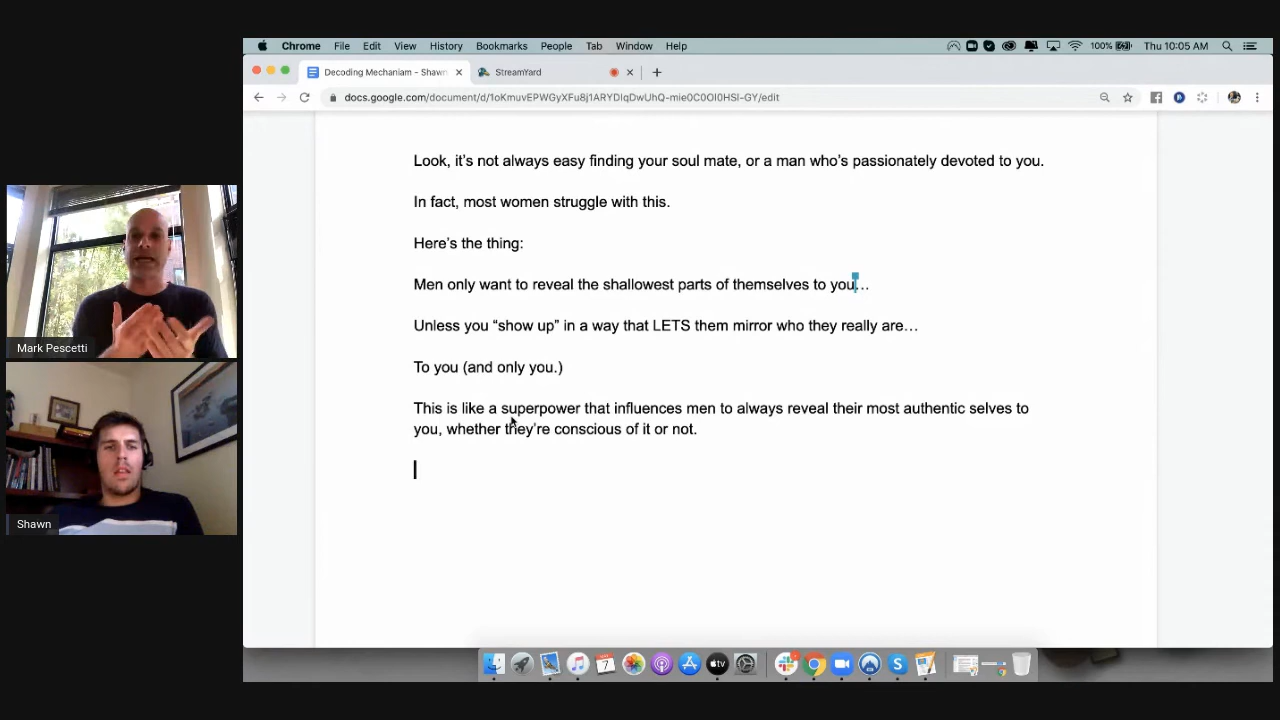 Chrome File Edit View History Bookmarks People Tab Window Help 100% Thu 10:05 AM
Decoding Mechaniam - Shawn StreamYard
docs.google.com/document/d/1oKmuvEPWGyXFu8j1ARYDIqDwUhQ-mie0C0OI0HSI-GY/edit
Look, it’s not always easy finding your soul mate, or a man who’s passionately devoted to you.
In fact, most women struggle with this.
Here’s the thing:
Men only want to reveal the shallowest parts of themselves to you…
Unless you “show up” in a way that LETS them mirror who they really are…
To you (and only you.)
This is like a superpower that influences men to always reveal their most authentic selves to
you, whether they’re conscious of it or not.
Mark Pescetti
Shawn
7
tv
S